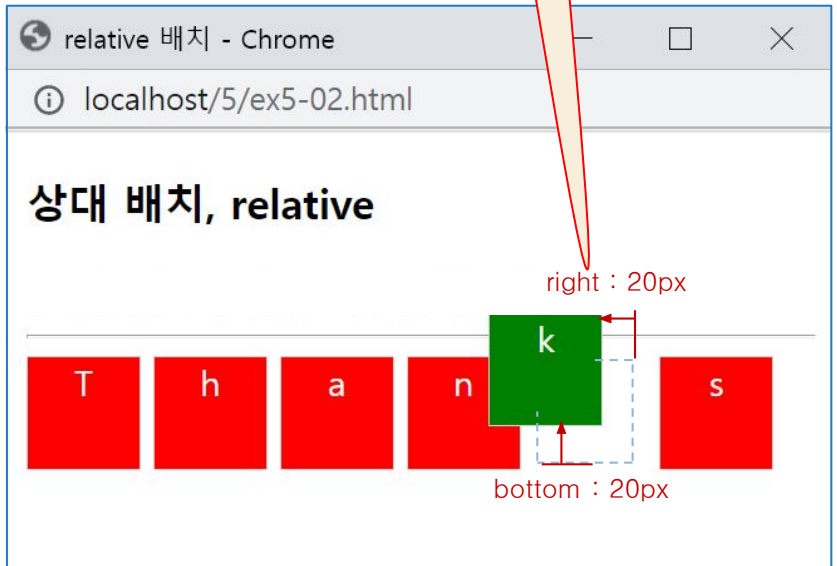 relative 배치 - Chrome
localhost/5/ex5-02.html
상대 배치, relative
right : 20px
k
T h a n s
bottom : 20px